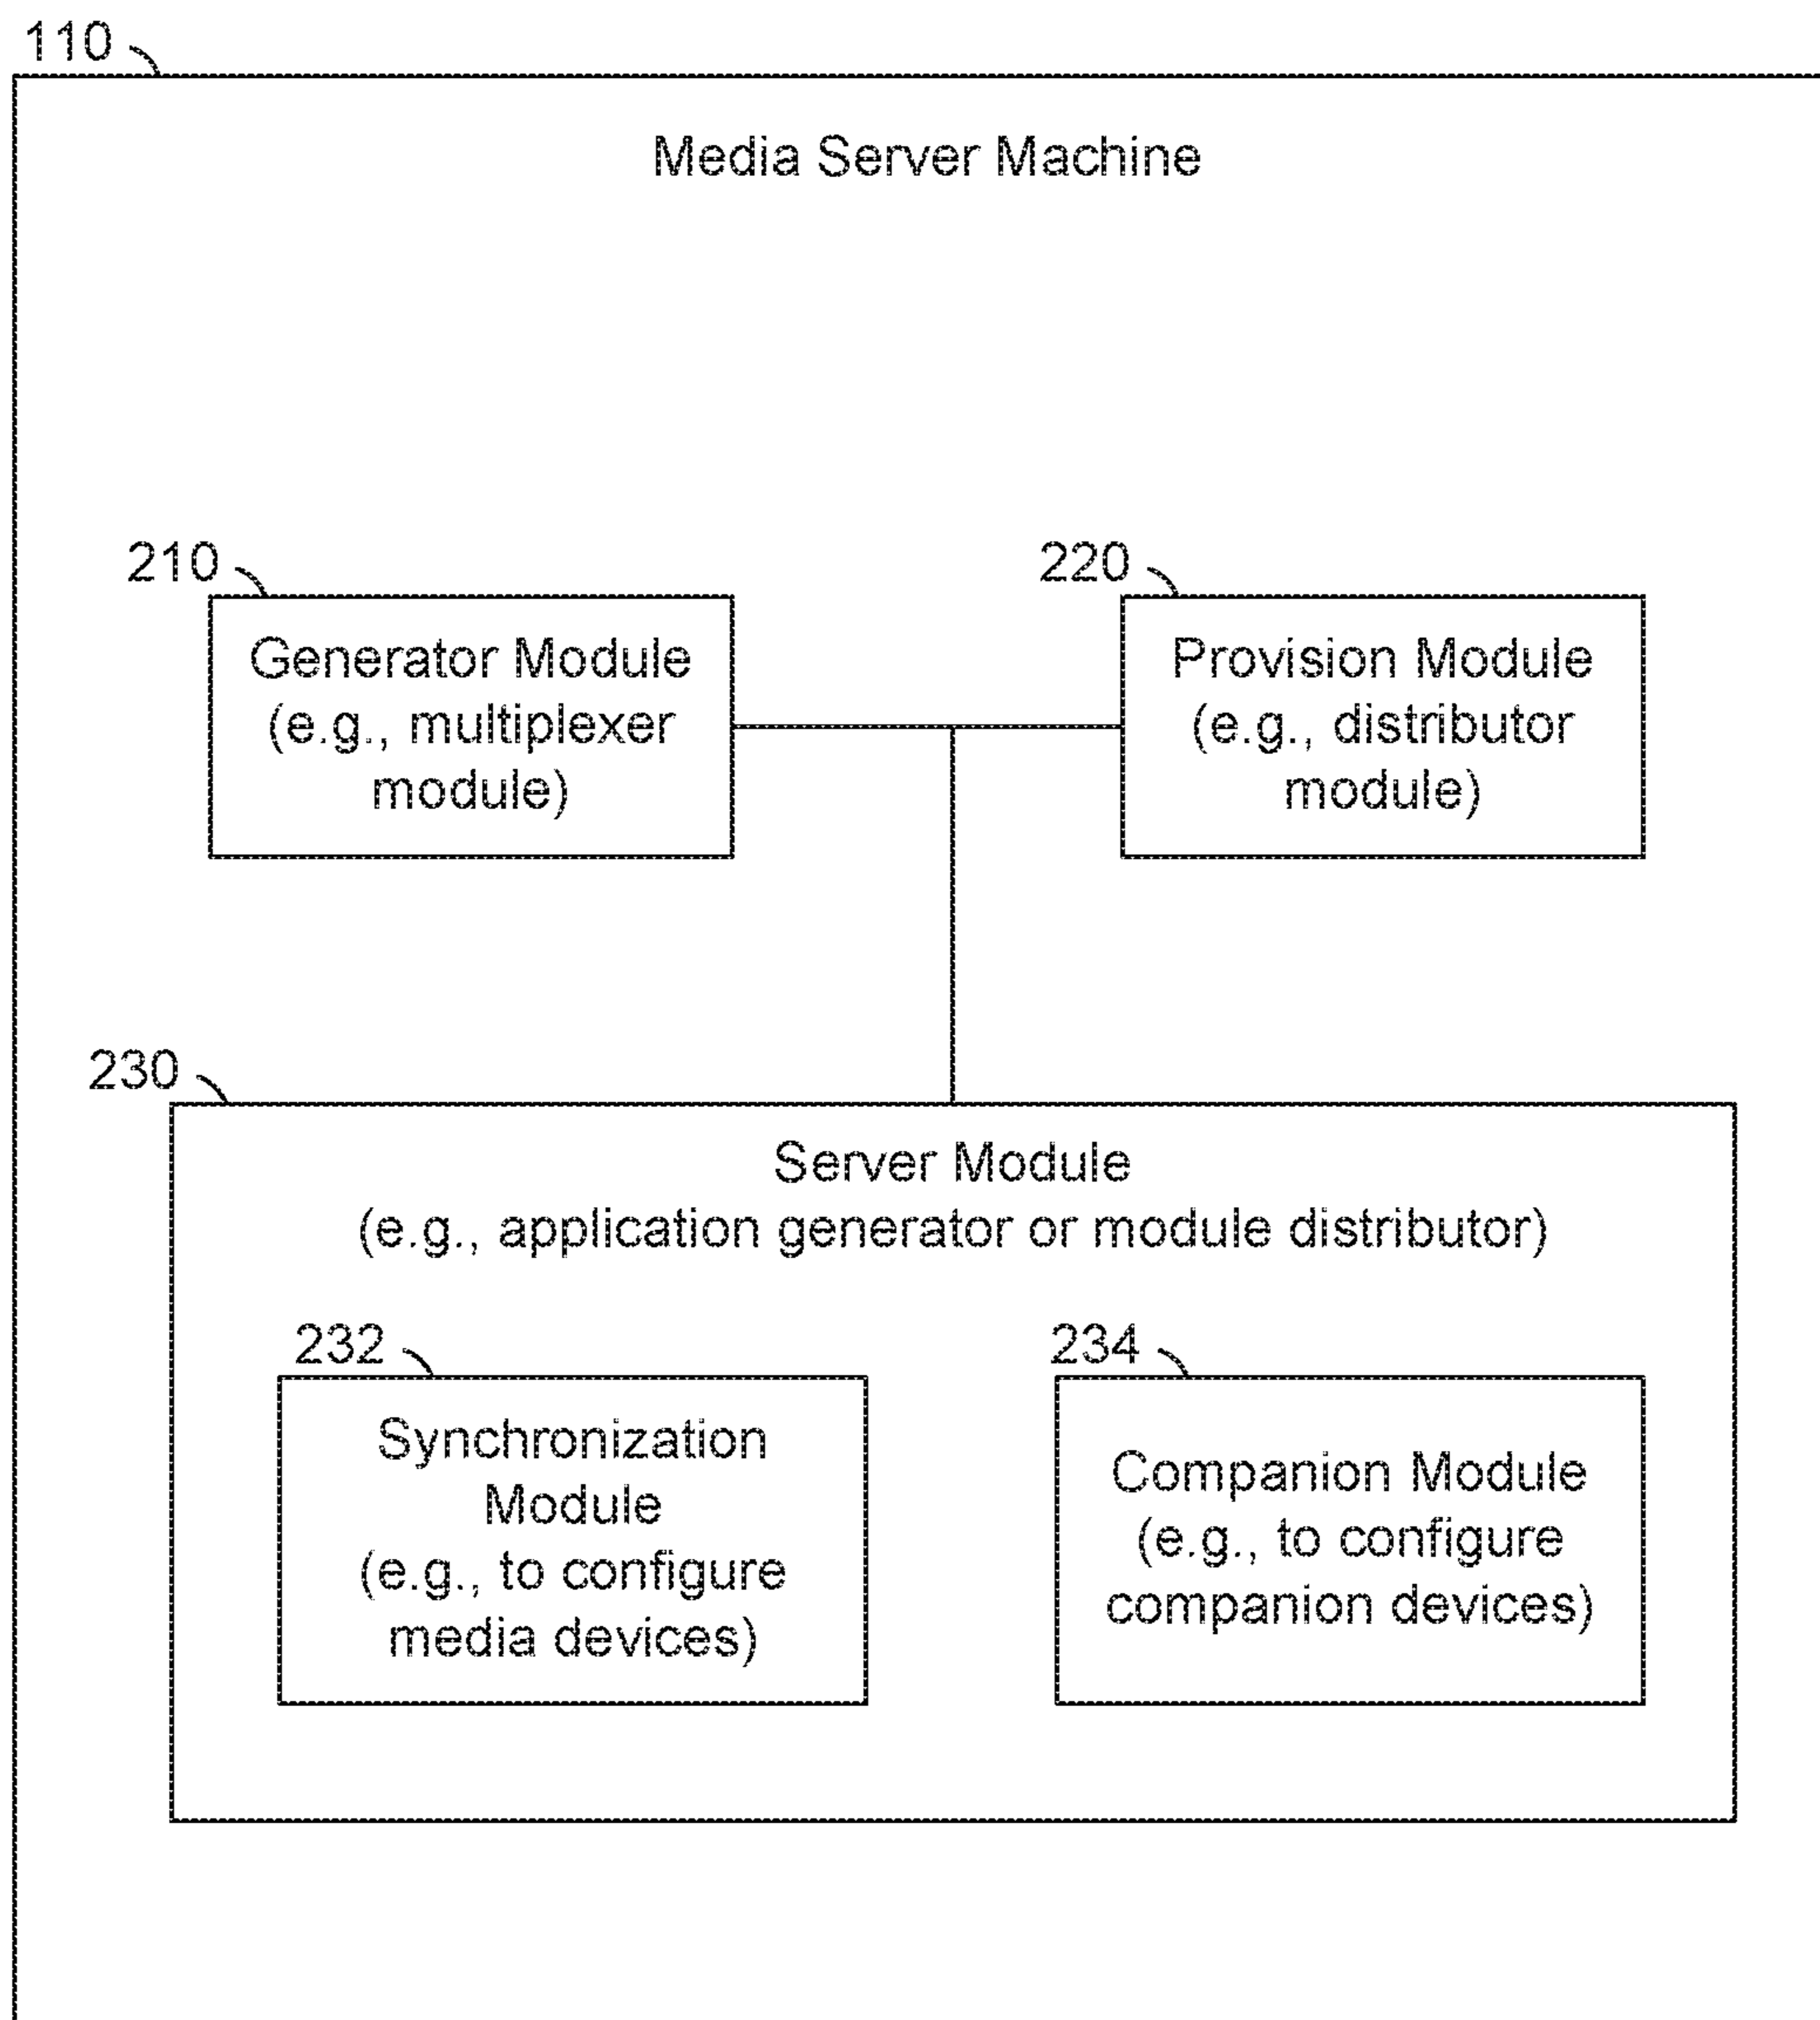 110
Media Server Machine
210
Generator Module
(e.g., multiplexer
module)
220
Provision Module
(e.g., distributor
module)
230
Server Module
(e.g., application generator or module distributor)
232
Synchronization
Module
(e.g., to configure
media devices)
234
Companion Module
(e.g., to configure
companion devices)